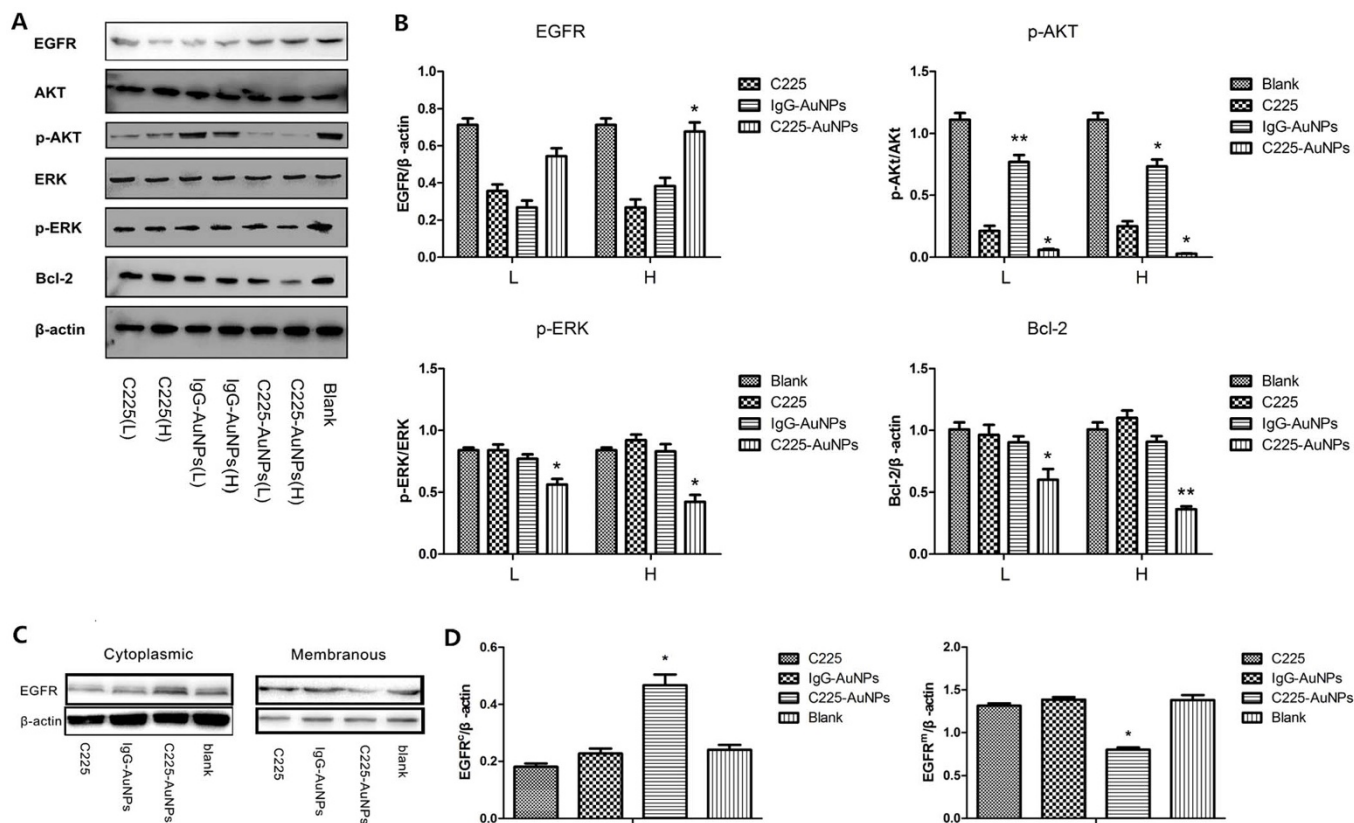 A
EGFR
AKT
p-AKT
ERK
p-ERK
Bcl-2
β-actin
C225(L)
C225(H)
IgG-AuNPs(L)
IgG-AuNPs(H)
C225-AuNPs(L)
C225-AuNPs(H)
Blank
B
EGFR
EGFR/β -actin
1.0
0.8
0.6
0.4
0.2
0.0
*
L
H
C225
IgG-AuNPs
C225-AuNPs
p-AKT
p-AKt/AKt
1.5
1.0
0.5
0.0
**
*
*
*
L
H
Blank
C225
IgG-AuNPs
C225-AuNPs
p-ERK
p-ERK/ERK
1.5
1.0
0.5
0.0
*
*
L
H
Blank
C225
IgG-AuNPs
C225-AuNPs
Bcl-2
Bcl-2/β -actin
1.5
1.0
0.5
0.0
*
**
L
H
Blank
C225
IgG-AuNPs
C225-AuNPs
C
Cytoplasmic
Membranous
EGFR
β-actin
C225
IgG-AuNPs
C225-AuNPs
blank
C225
IgG-AuNPs
C225-AuNPs
blank
D
EGFRᶜ/β -actin
0.6
0.4
0.2
0.0
*
C225
IgG-AuNPs
C225-AuNPs
Blank
EGFRᵐ/β -actin
2.0
1.5
1.0
0.5
0.0
*
C225
IgG-AuNPs
C225-AuNPs
Blank